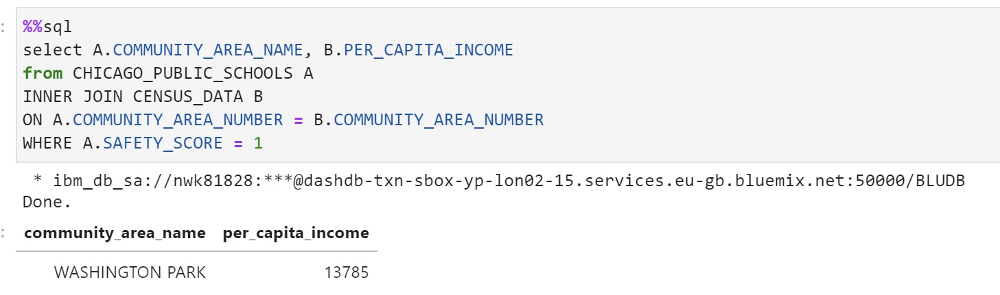 %%sql
select A.COMMUNITY_AREA_NAME, B.PER_CAPITA_INCOME
from CHICAGO_PUBLIC_SCHOOLS A
INNER JOIN CENSUS_DATA B
ON A.COMMUNITY_AREA_NUMBER = B.COMMUNITY_AREA_NUMBER
WHERE A.SAFETY_SCORE = 1
* ibm_db_sa://nwk81828:***@dashdb-txn-sbox-yp-lon02-15.services.eu-gb.bluemix.net:50000/BLUDB
Done.
community_area_name per_capita_income
WASHINGTON PARK 13785